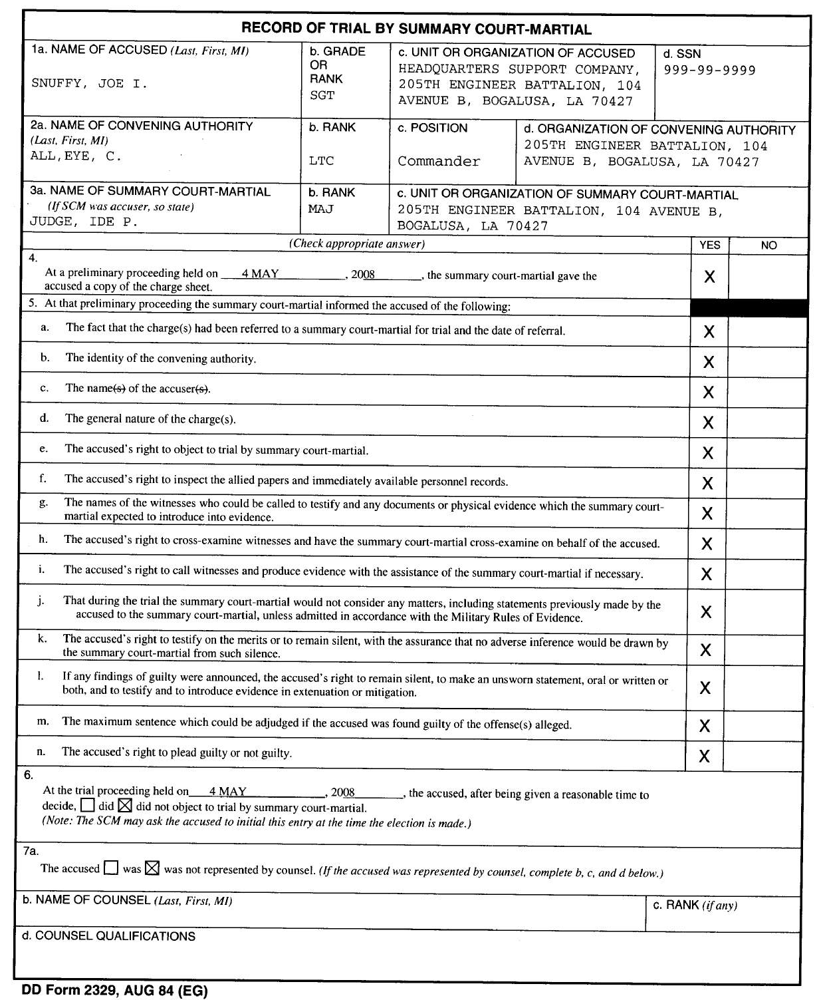 RECORD OF TRIAL BY SUMMARY COURT-MARTIAL
1a. NAME OF ACCUSED (Last, First, MI)
SNUFFY, JOE I.
b. GRADE
OR
RANK
SGT
c. UNIT OR ORGANIZATION OF ACCUSED
HEADQUARTERS SUPPORT COMPANY,
205TH ENGINEER BATTALION, 104
AVENUE B, BOGALUSA, LA 70427
d. SSN
999-99-9999
2a. NAME OF CONVENING AUTHORITY
(Last, First, MI)
ALL,EYE, C.
b. RANK
LTC
c. POSITION
Commander
d. ORGANIZATION OF CONVENING AUTHORITY
205TH ENGINEER BATTALION, 104
AVENUE B, BOGALUSA, LA 70427
3a. NAME OF SUMMARY COURT-MARTIAL
(If SCM was accuser, so state)
JUDGE, IDE P.
b. RANK
MAJ
c. UNIT OR ORGANIZATION OF SUMMARY COURT-MARTIAL
205TH ENGINEER BATTALION, 104 AVENUE B,
BOGALUSA, LA 70427
(Check appropriate answer) YES NO
4.
At a preliminary proceeding held on 4 MAY , 2008 , the summary court-martial gave the X
accused a copy of the charge sheet.
5. At that preliminary proceeding the summary court-martial informed the accused of the following:
a. The fact that the charge(s) had been referred to a summary court-martial for trial and the date of referral. X
b. The identity of the convening authority. X
c. The name(s) of the accuser(s). X
d. The general nature of the charge(s). X
e. The accused's right to object to trial by summary court-martial. X
f. The accused's right to inspect the allied papers and immediately available personnel records. X
g. The names of the witnesses who could be called to testify and any documents or physical evidence which the summary court- X
martial expected to introduce into evidence.
h. The accused's right to cross-examine witnesses and have the summary court-martial cross-examine on behalf of the accused. X
i. The accused's right to call witnesses and produce evidence with the assistance of the summary court-martial if necessary. X
j. That during the trial the summary court-martial would not consider any matters, including statements previously made by the X
accused to the summary court-martial, unless admitted in accordance with the Military Rules of Evidence.
k. The accused's right to testify on the merits or to remain silent, with the assurance that no adverse inference would be drawn by X
the summary court-martial from such silence.
l. If any findings of guilty were announced, the accused's right to remain silent, to make an unsworn statement, oral or written or X
both, and to testify and to introduce evidence in extenuation or mitigation.
m. The maximum sentence which could be adjudged if the accused was found guilty of the offense(s) alleged. X
n. The accused's right to plead guilty or not guilty. X
6.
At the trial proceeding held on 4 MAY , 2008 , the accused, after being given a reasonable time to
decide, ☐ did ☒ did not object to trial by summary court-martial.
(Note: The SCM may ask the accused to initial this entry at the time the election is made.)
7a.
The accused ☐ was ☒ was not represented by counsel. (If the accused was represented by counsel, complete b, c, and d below.)
b. NAME OF COUNSEL (Last, First, MI)
c. RANK (if any)
d. COUNSEL QUALIFICATIONS
DD Form 2329, AUG 84 (EG)